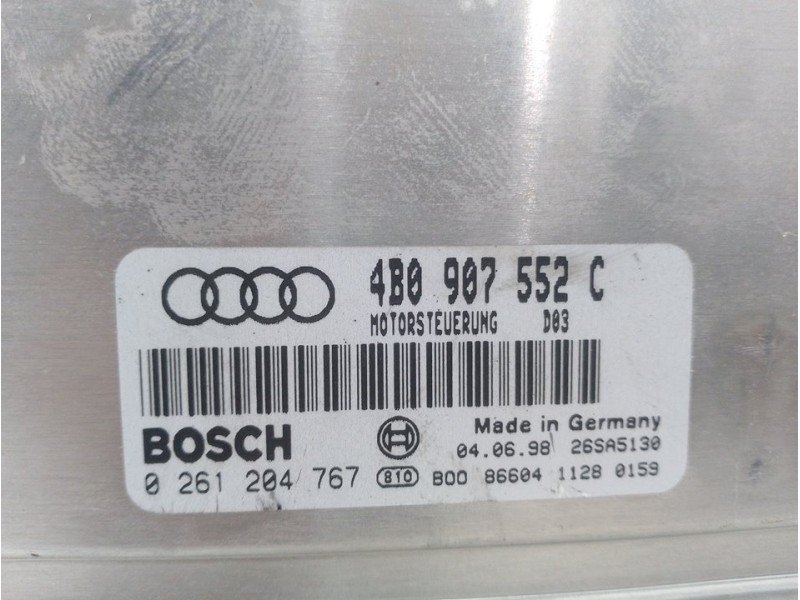 4B0 907 552 C
MOTORSTEUERUNG D03
BOSCH
Made in Germany
04.06.98 26SA5130
0 261 204 767 810 B00 86604 1128 0159